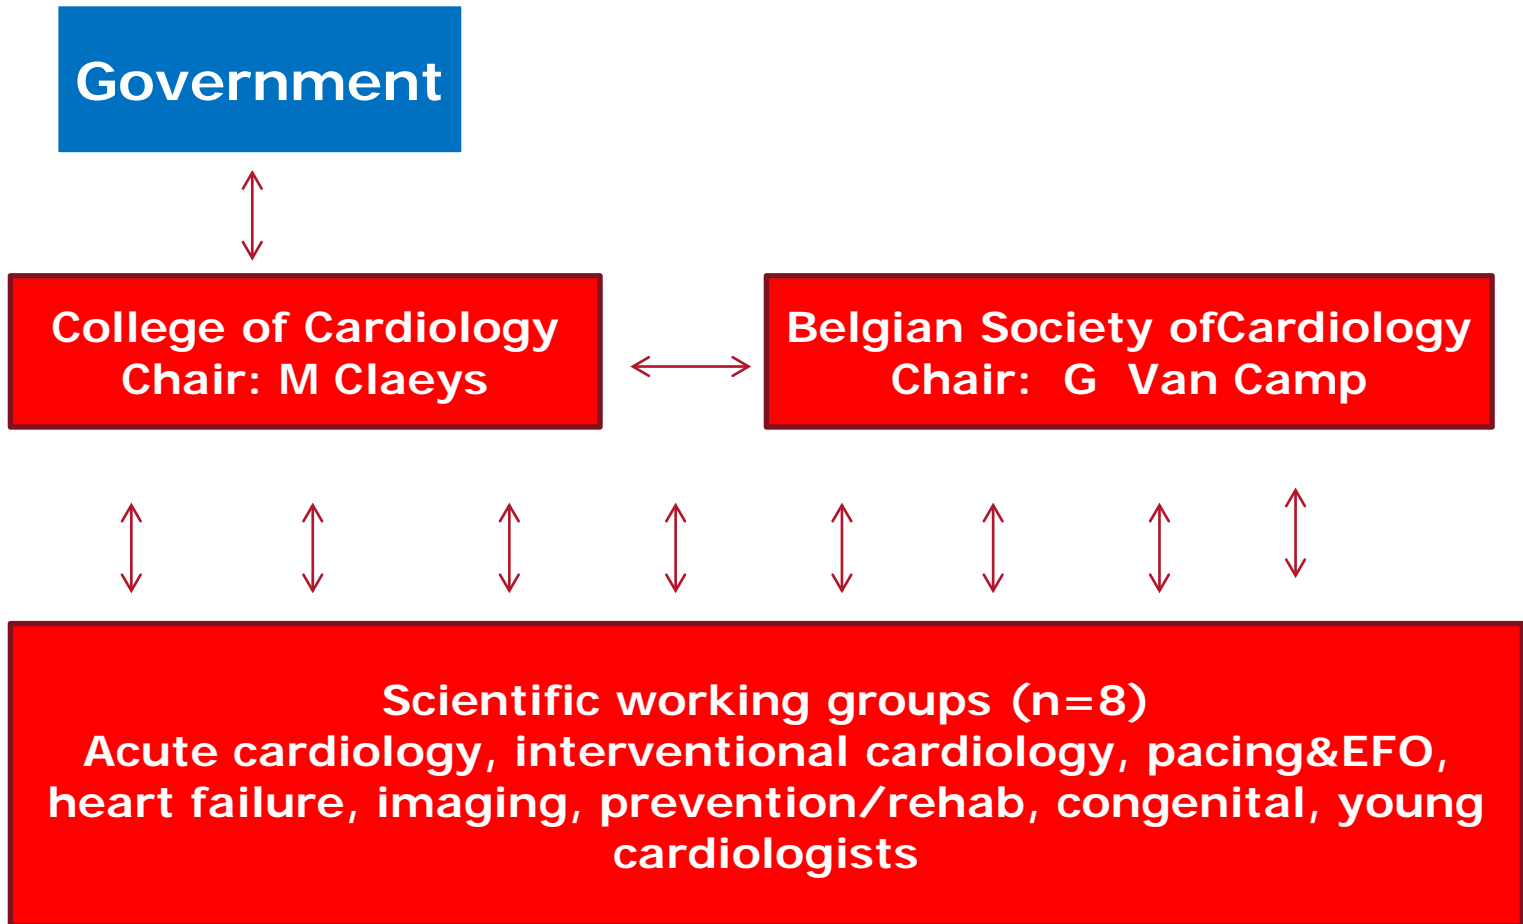 Government
College of Cardiology
Chair: M Claeys
Belgian Society ofCardiology
Chair:  G  Van Camp
Scientific working groups (n=8)
Acute cardiology, interventional cardiology, pacing&EFO,
heart failure, imaging, prevention/rehab, congenital, young
cardiologists